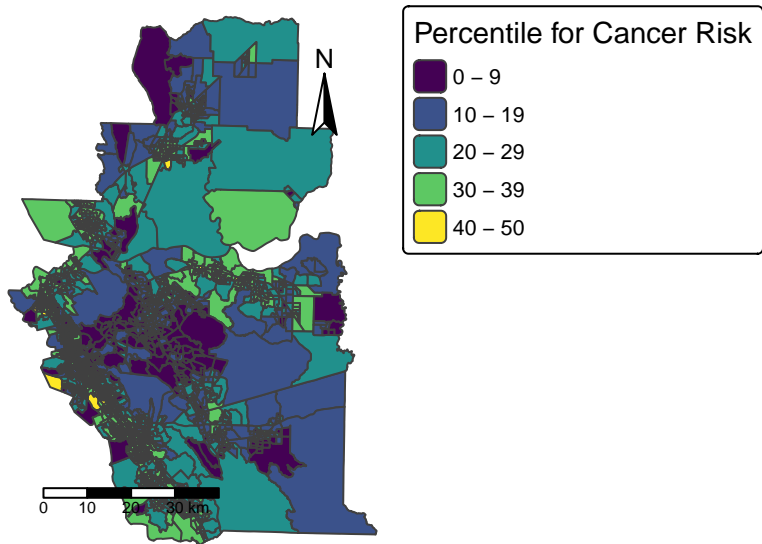 Percentile for Cancer Risk
0 – 9
10 – 19
20 – 29
30 – 39
40 – 50
N
0 10 20 30 km